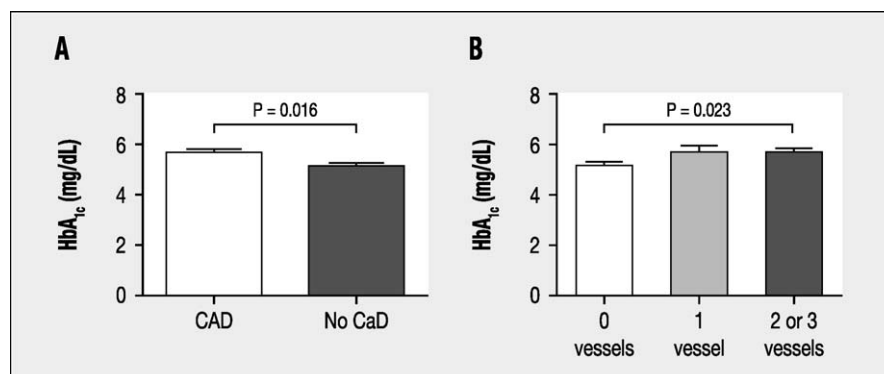 A
HbA1c (mg/dL)
8
6
4
2
0
P = 0.016
CAD
No CaD
B
HbA1c (mg/dL)
8
6
4
2
0
P = 0.023
0
vessels
1
vessel
2 or 3
vessels